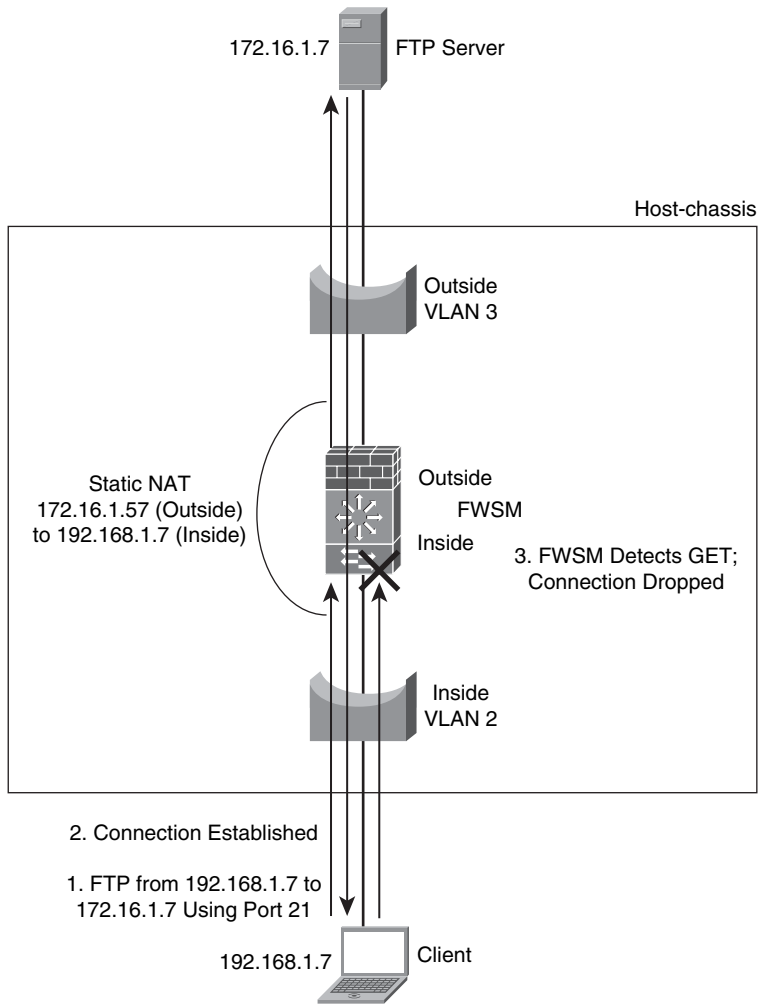 172.16.1.7
FTP Server
Host-chassis
Outside
VLAN 3
Static NAT
172.16.1.57 (Outside)
to 192.168.1.7 (Inside)
Outside
FWSM
Inside
3. FWSM Detects GET;
Connection Dropped
Inside
VLAN 2
2. Connection Established
1. FTP from 192.168.1.7 to
172.16.1.7 Using Port 21
192.168.1.7
Client